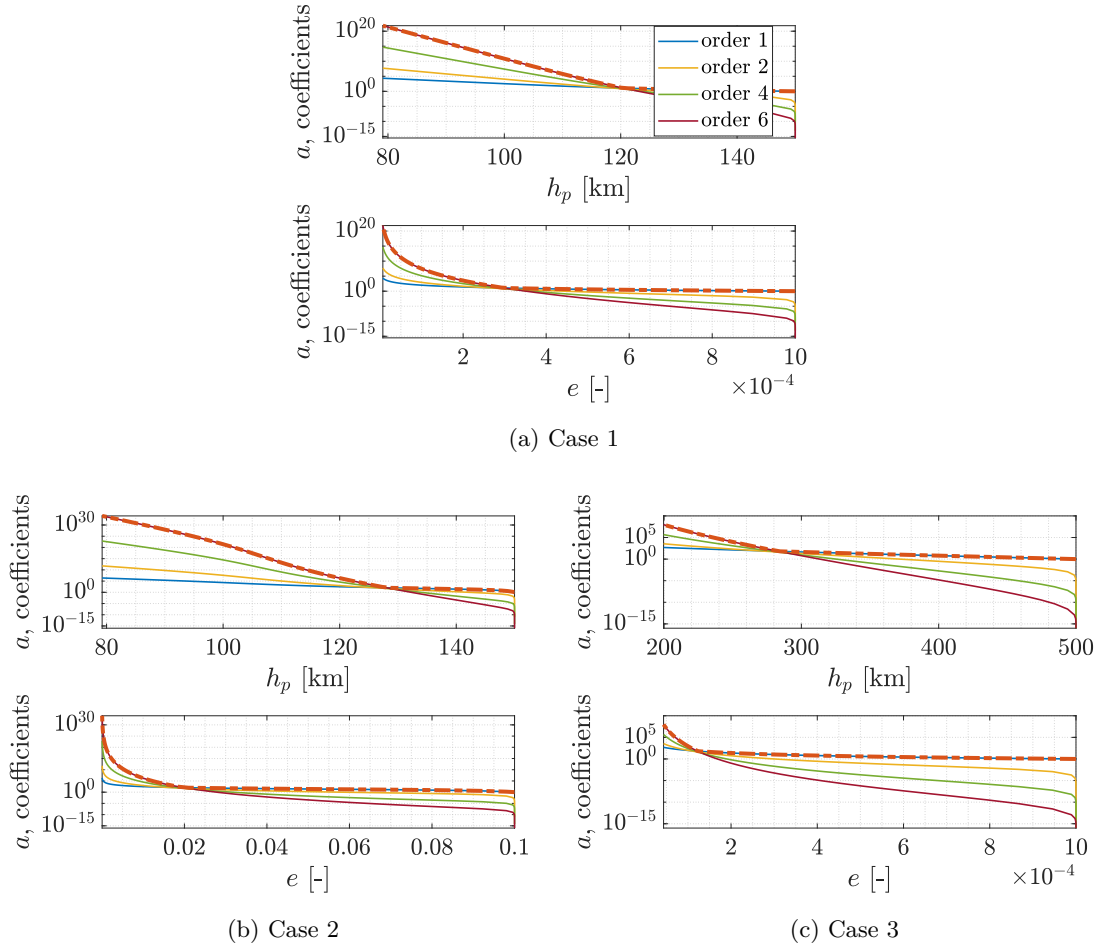 10^20
10^0
10^-15
a, coefficients
order 1
order 2
order 4
order 6
80 100 120 140
h_p [km]
10^20
10^0
10^-15
a, coefficients
2 4 6 8 10
e [-]
×10^-4
(a) Case 1
10^30
10^0
10^-15
a, coefficients
80 100 120 140
h_p [km]
10^30
10^0
10^-15
a, coefficients
0.02 0.04 0.06 0.08 0.1
e [-]
(b) Case 2
10^5
10^0
10^-15
a, coefficients
200 300 400 500
h_p [km]
10^5
10^0
10^-15
a, coefficients
2 4 6 8 10
e [-]
×10^-4
(c) Case 3